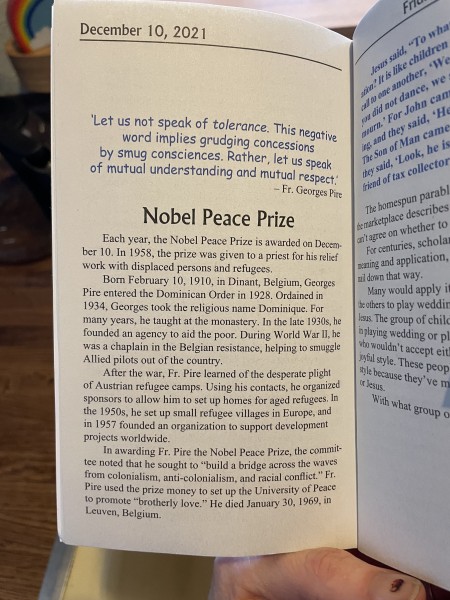 December 10, 2021
'Let us not speak of tolerance. This negative
word implies grudging concessions
by smug consciences. Rather, let us speak
of mutual understanding and mutual respect.'
– Fr. Georges Pire
Nobel Peace Prize
Each year, the Nobel Peace Prize is awarded on Decem-
ber 10. In 1958, the prize was given to a priest for his relief
work with displaced persons and refugees.
Born February 10, 1910, in Dinant, Belgium, Georges
Pire entered the Dominican Order in 1928. Ordained in
1934, Georges took the religious name Dominique. For
many years, he taught at the monastery. In the late 1930s, he
founded an agency to aid the poor. During World War II, he
was a chaplain in the Belgian resistance, helping to smuggle
Allied pilots out of the country.
After the war, Fr. Pire learned of the desperate plight
of Austrian refugee camps. Using his contacts, he organized
sponsors to allow him to set up homes for aged refugees. In
the 1950s, he set up small refugee villages in Europe, and
in 1957 founded an organization to support development
projects worldwide.
In awarding Fr. Pire the Nobel Peace Prize, the commit-
tee noted that he sought to "build a bridge across the waves
from colonialism, anti-colonialism, and racial conflict." Fr.
Pire used the prize money to set up the University of Peace
to promote "brotherly love." He died January 30, 1969, in
Leuven, Belgium.
Jesus said, "To wha
It is like children
to one another, 'We
you did not dance, we
For John cam
and they said, 'He
The Son of Man came
they said, 'Look, he is
friend of tax collector
The homespun parabl
marketplace describes
can't agree on whether to
For centuries, scholar
meaning and application,
down that way.
Many would apply it
the others to play weddin
Jesus. The group of child
is playing wedding or pl
who wouldn't accept eit
joyful style. These peop
style because they've m
or Jesus.
With what group o